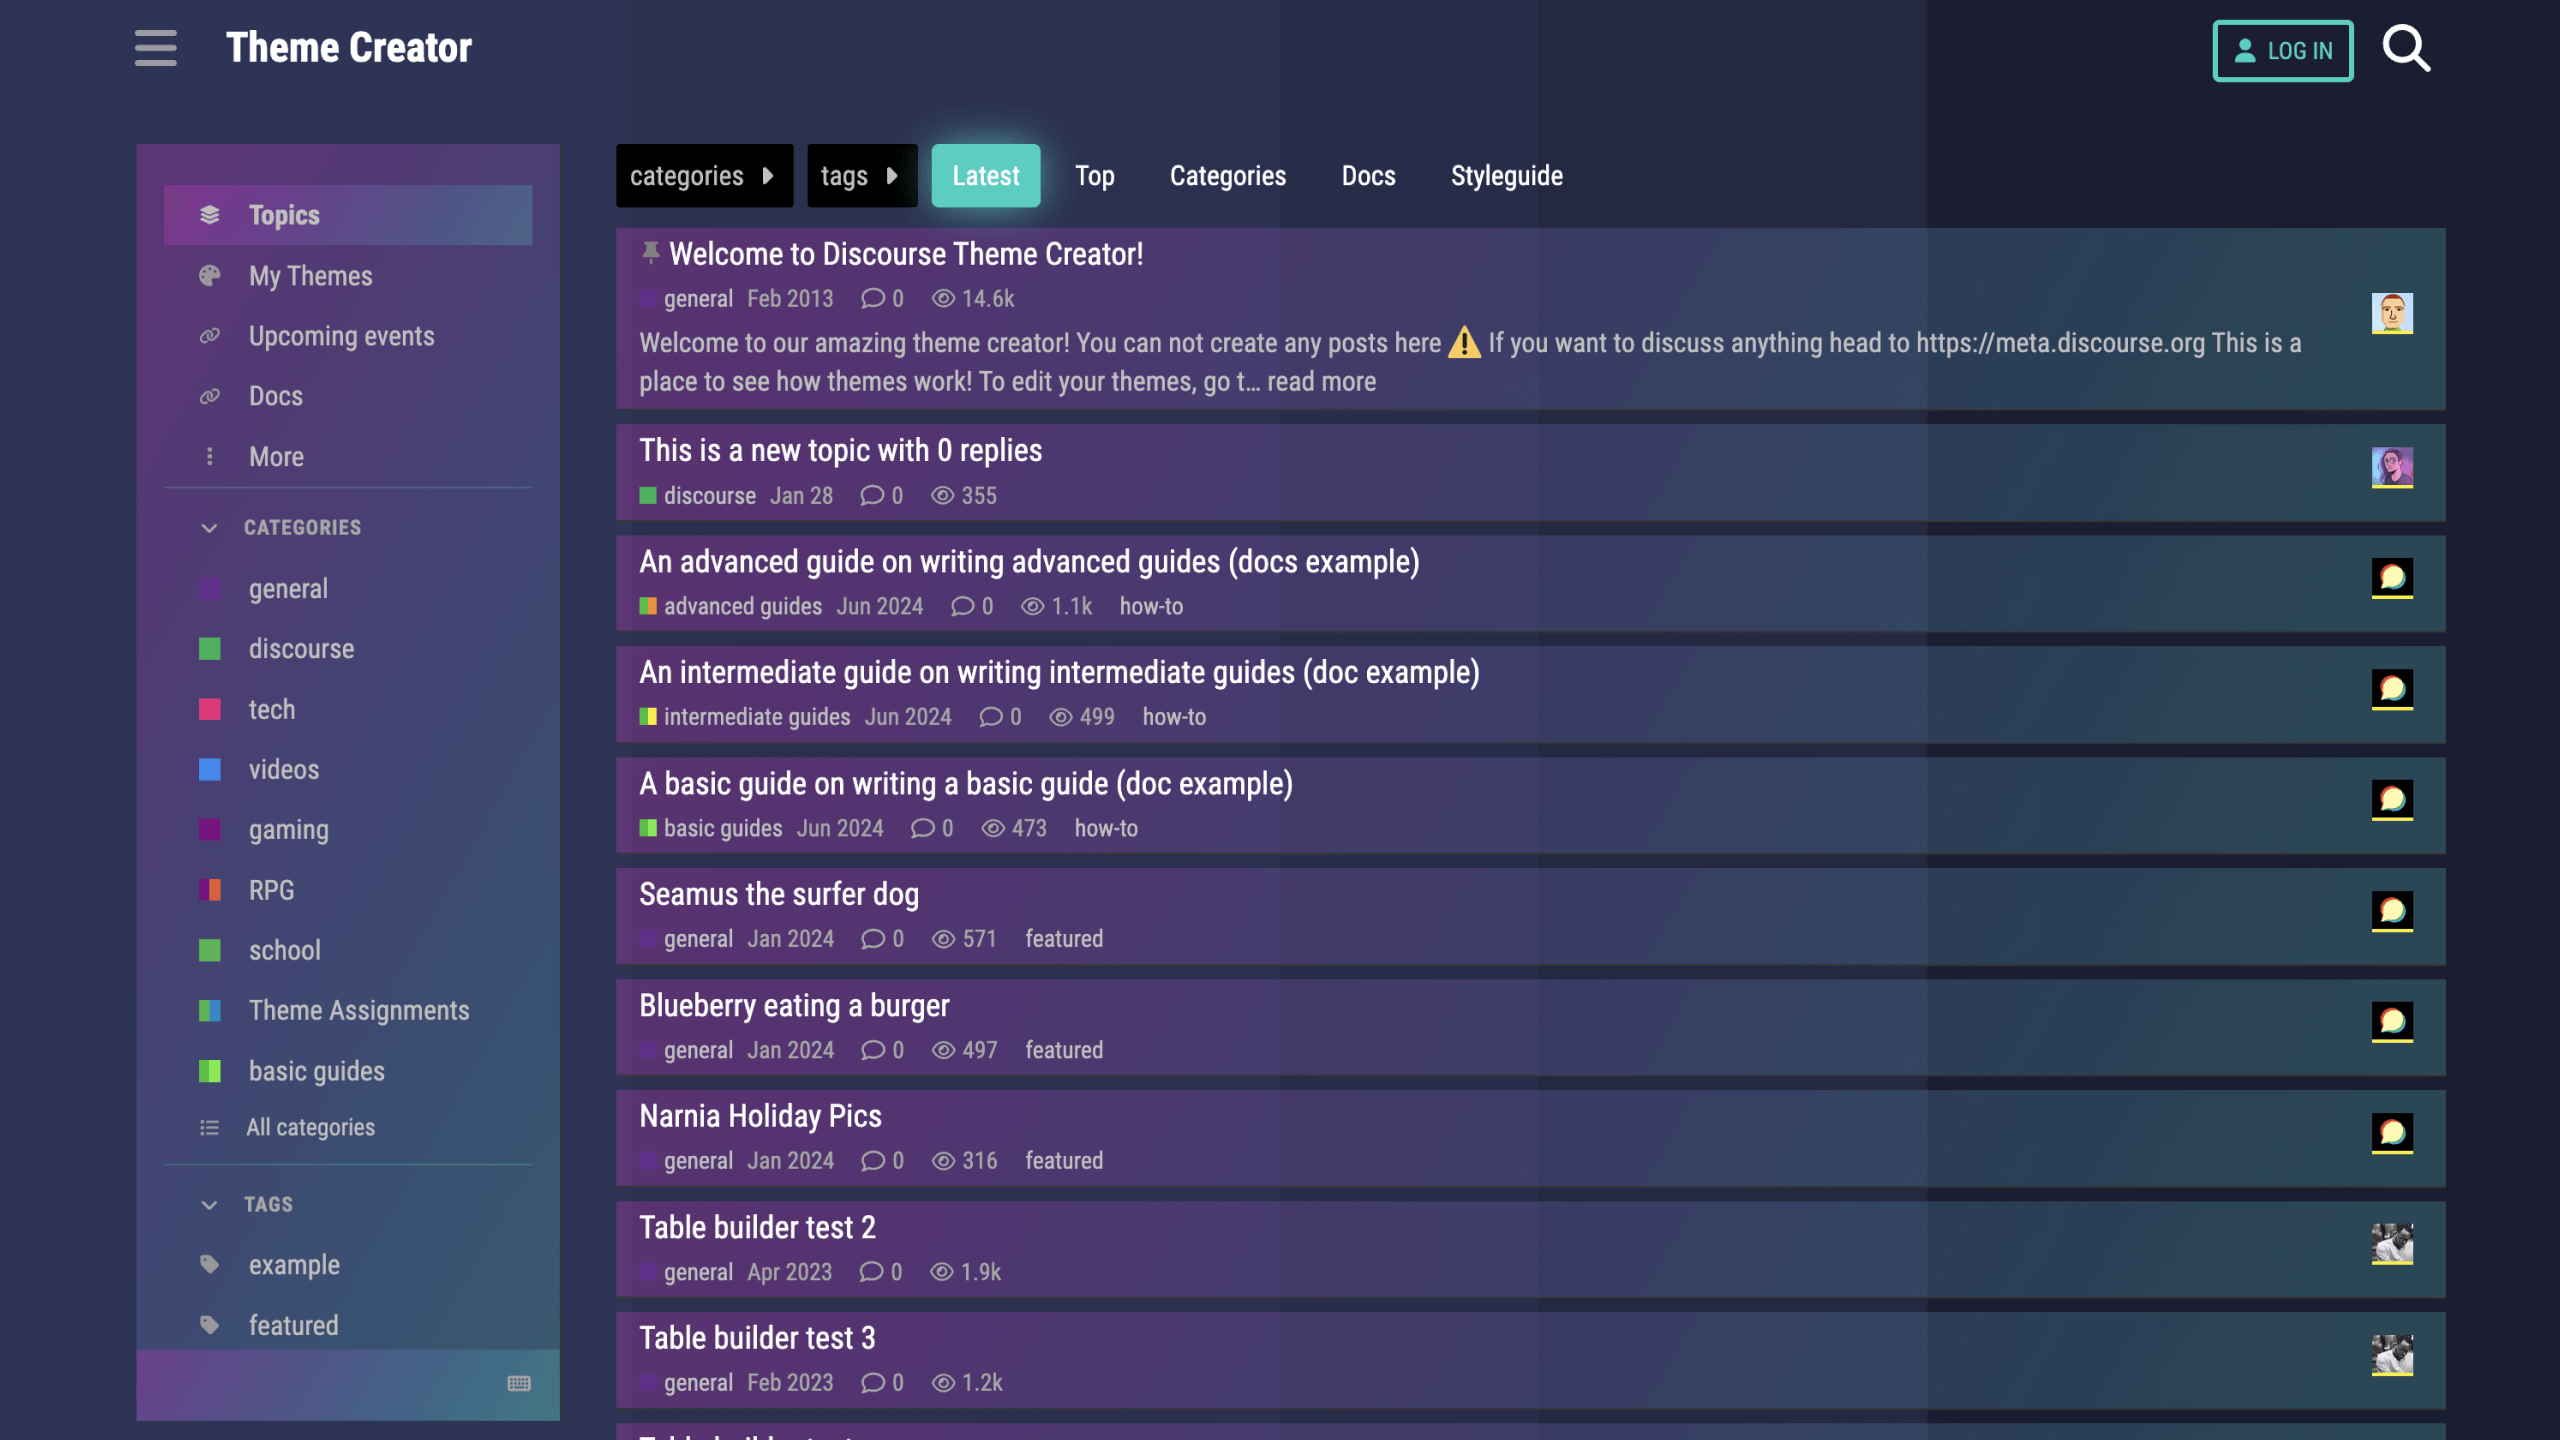 Theme Creator
LOG IN
Topics
My Themes
Upcoming events
Docs
More
CATEGORIES
general
discourse
tech
videos
gaming
RPG
school
Theme Assignments
basic guides
All categories
TAGS
example
featured
categories
tags
Latest
Top
Categories
Docs
Styleguide
Welcome to Discourse Theme Creator!
general Feb 2013 0 14.6k
Welcome to our amazing theme creator! You can not create any posts here ⚠️ If you want to discuss anything head to https://meta.discourse.org This is a
place to see how themes work! To edit your themes, go t… read more
This is a new topic with 0 replies
discourse Jan 28 0 355
An advanced guide on writing advanced guides (docs example)
advanced guides Jun 2024 0 1.1k how-to
An intermediate guide on writing intermediate guides (doc example)
intermediate guides Jun 2024 0 499 how-to
A basic guide on writing a basic guide (doc example)
basic guides Jun 2024 0 473 how-to
Seamus the surfer dog
general Jan 2024 0 571 featured
Blueberry eating a burger
general Jan 2024 0 497 featured
Narnia Holiday Pics
general Jan 2024 0 316 featured
Table builder test 2
general Apr 2023 0 1.9k
Table builder test 3
general Feb 2023 0 1.2k